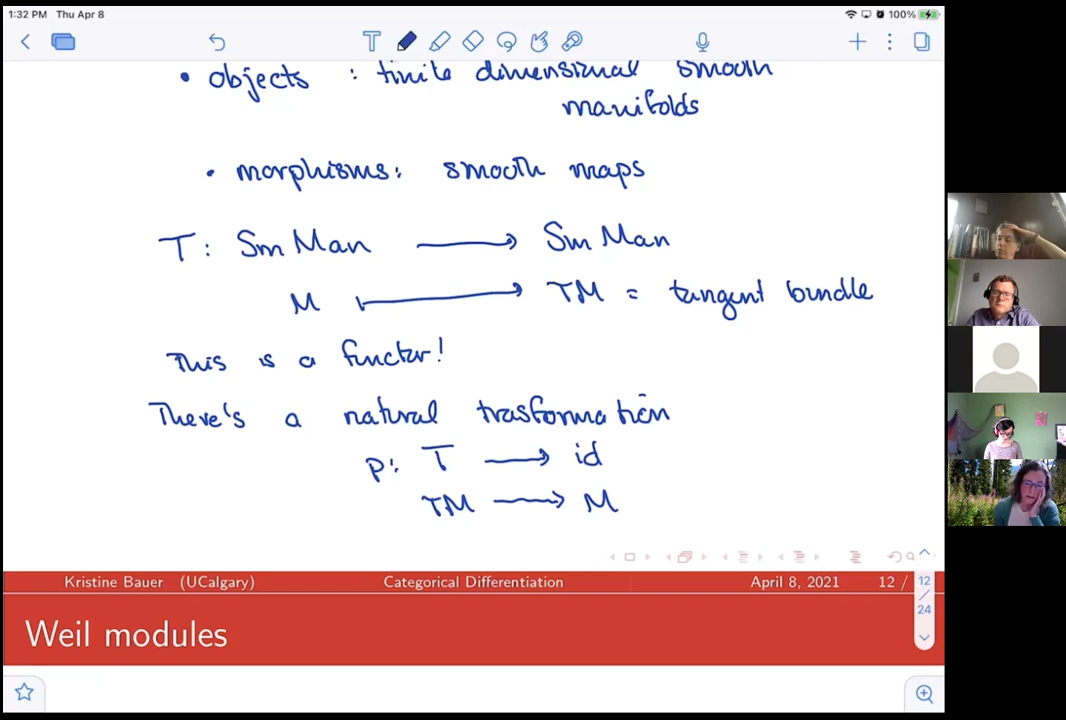 1:32 PM Thu Apr 8
100%
• objects : finite dimensional smooth
manifolds
• morphisms: smooth maps
T: SmMan ⟶ SmMan
M ⟼ TM = tangent bundle
This is a functor!
There's a natural trasformation
p: T ⟶ id
TM ⟶ M
Kristine Bauer (UCalgary) Categorical Differentiation April 8, 2021 12 /
12 / 24
Weil modules